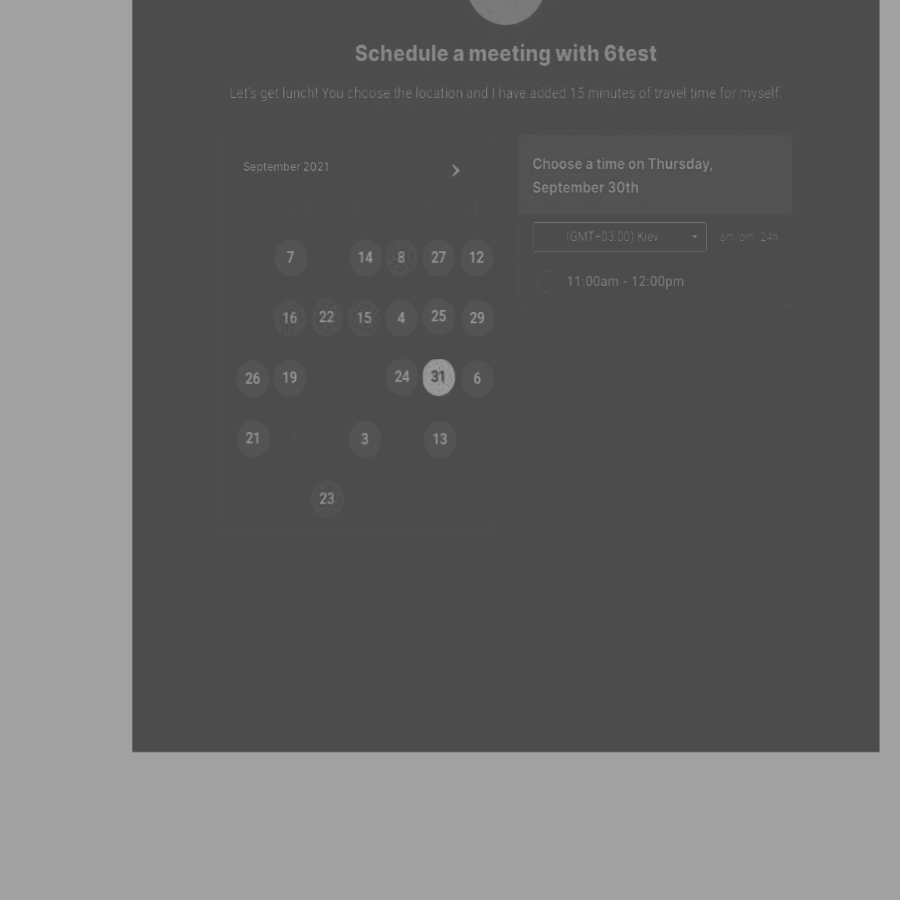 Schedule a meeting with 6test
Let's get lunch! You choose the location and I have added 15 minutes of travel time for myself.
September 2021
7 14 8 27 12
16 22 15 4 25 29
26 19 24 31 6
21 3 13
23
Choose a time on Thursday,
September 30th
(GMT+03:00) Kiev am/pm 24h
11:00am - 12:00pm